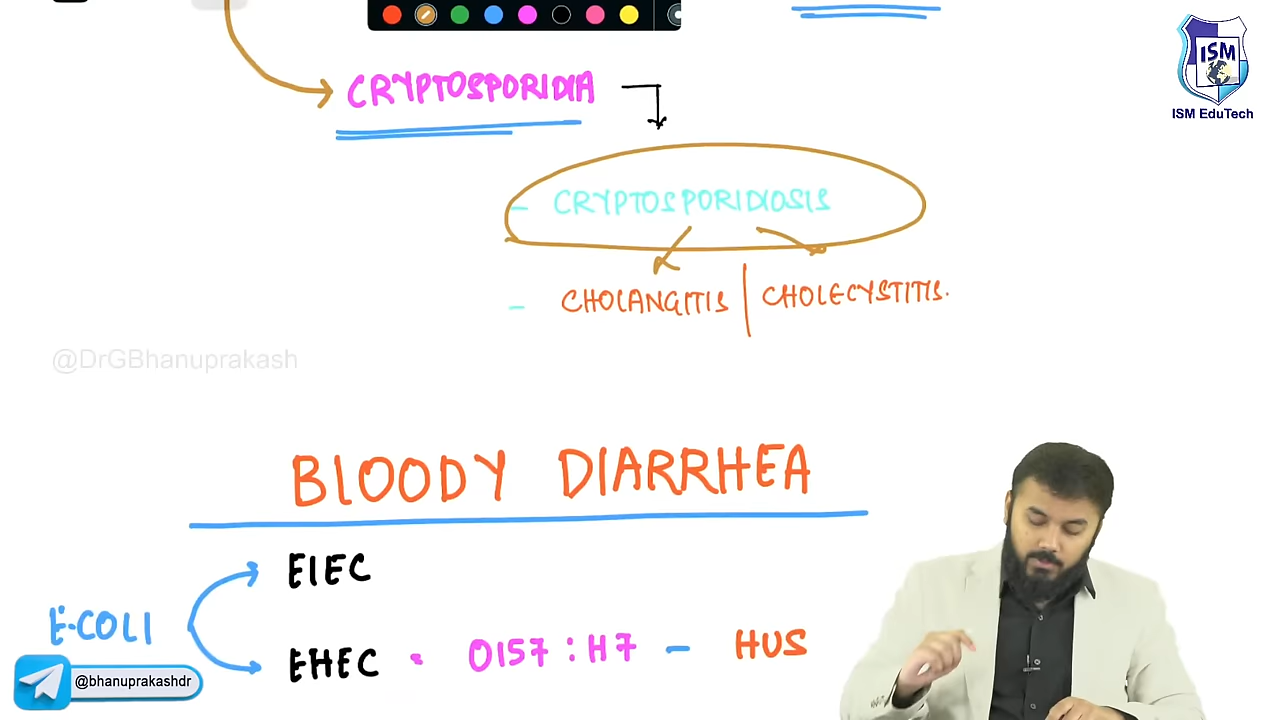 ISM
ISM EduTech
CRYPTOSPORIDIA
- CRYPTOSPORIDIOSIS
- CHOLANGITIS | CHOLECYSTITIS.
@DrGBhanuprakash
BLOODY DIARRHEA
EIEC
E-COLI
EHEC - O157 : H7 - HUS
@bhanuprakashdr